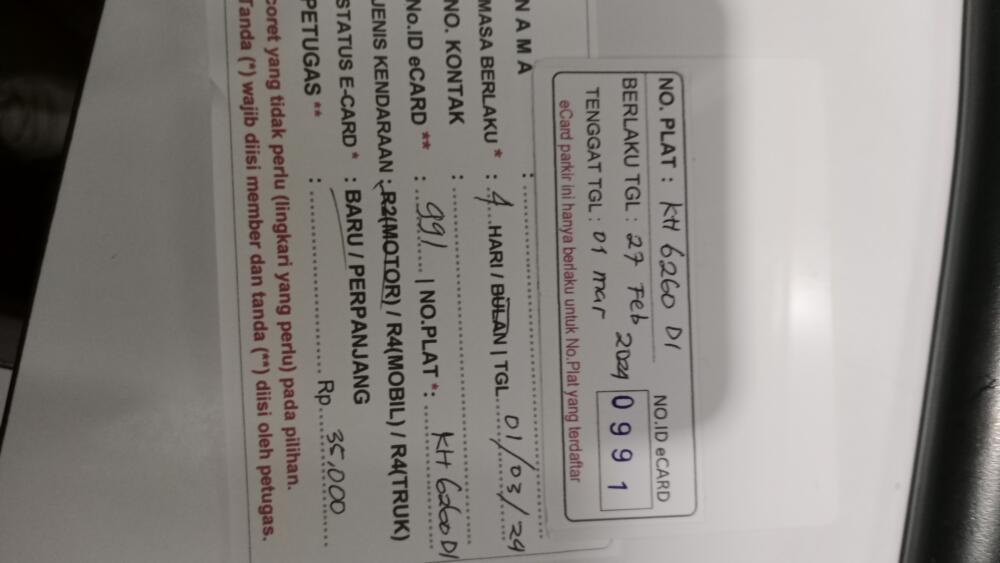 NO. PLAT : KH 6260 DI
BERLAKU TGL : 27 Feb 2024
TENGGAT TGL : 01 mar
NO.ID eCARD
0991
eCard parkir ini hanya berlaku untuk No.Plat yang terdaftar
NAMA : ....................
MASA BERLAKU * : ..4...HARI / BULAN | TGL....01/03/24
NO. KONTAK : ....................
No.ID eCARD ** : ..991.... | NO.PLAT *: KH 6260 DI
JENIS KENDARAAN : R2(MOTOR) / R4(MOBIL) / R4(TRUK)
STATUS E-CARD * : BARU / PERPANJANG
PETUGAS ** : .................... Rp...35,000
coret yang tidak perlu (lingkari yang perlu) pada pilihan.
Tanda (*) wajib diisi member dan tanda (**) diisi oleh petugas.